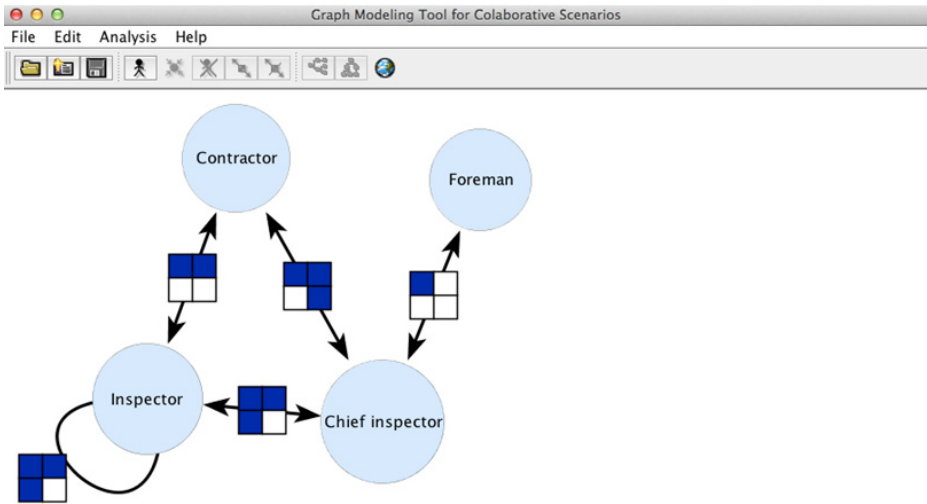 Graph Modeling Tool for Colaborative Scenarios
File Edit Analysis Help
Contractor
Foreman
Inspector
Chief inspector